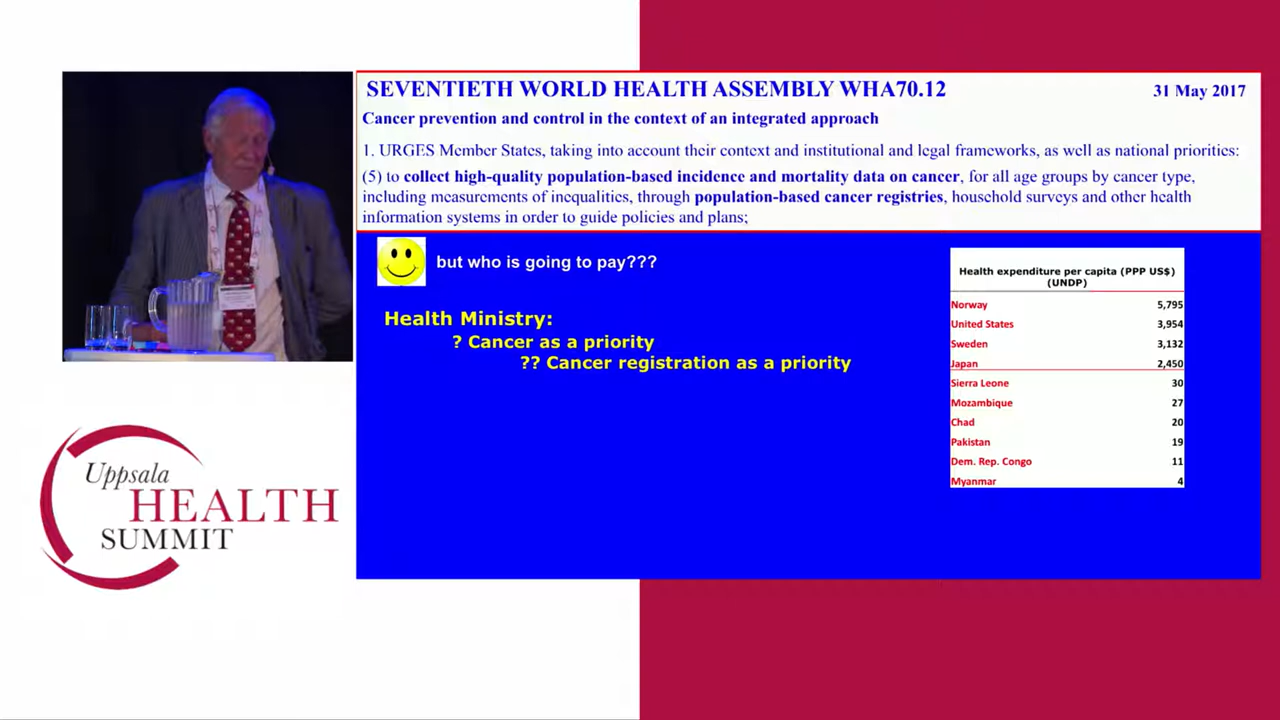 SEVENTIETH WORLD HEALTH ASSEMBLY WHA70.12
31 May 2017
Cancer prevention and control in the context of an integrated approach
1. URGES Member States, taking into account their context and institutional and legal frameworks, as well as national priorities:
(5) to collect high-quality population-based incidence and mortality data on cancer, for all age groups by cancer type,
including measurements of inequalities, through population-based cancer registries, household surveys and other health
information systems in order to guide policies and plans;
but who is going to pay???
Health Ministry:
? Cancer as a priority
?? Cancer registration as a priority
Health expenditure per capita (PPP US$)
(UNDP)
Norway 5,795
United States 3,954
Sweden 3,132
Japan 2,450
Sierra Leone 30
Mozambique 27
Chad 20
Pakistan 19
Dem. Rep. Congo 11
Myanmar 4
Uppsala
HEALTH
SUMMIT